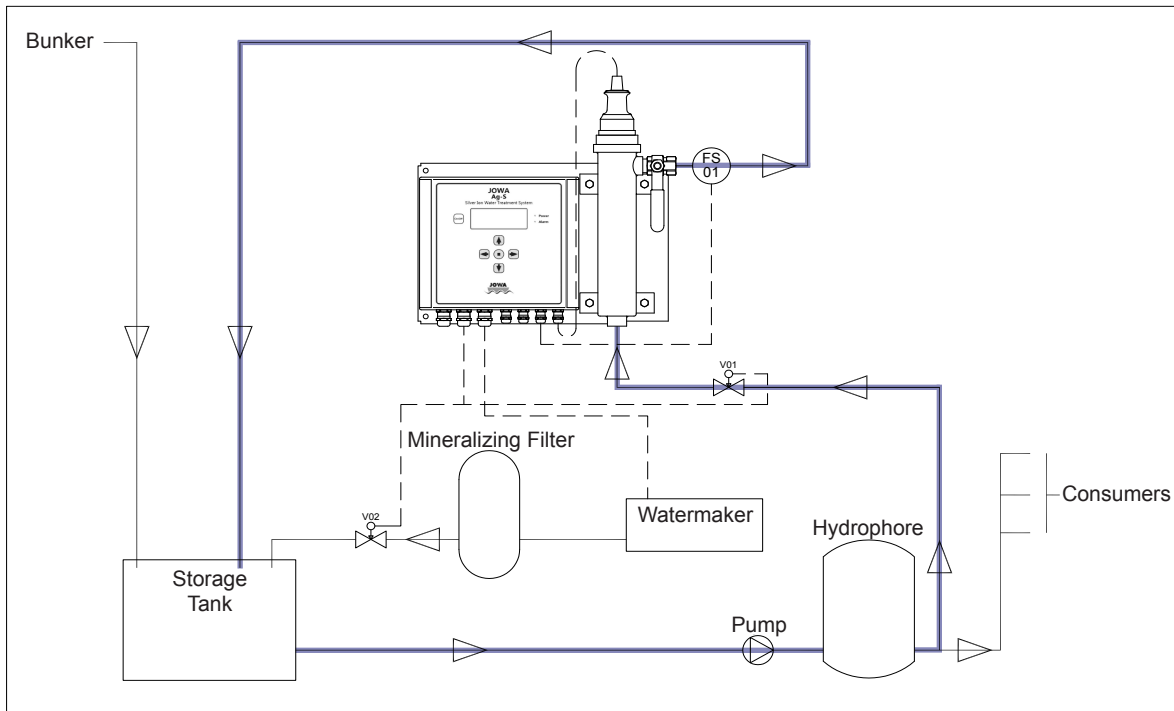 Bunker
FS
01
JOWA
Ag-S
Silver Ion Water Treatment System
Power
Alarm
JOWA
V01
Mineralizing Filter
V02
Watermaker
Hydrophore
Consumers
Storage
Tank
Pump